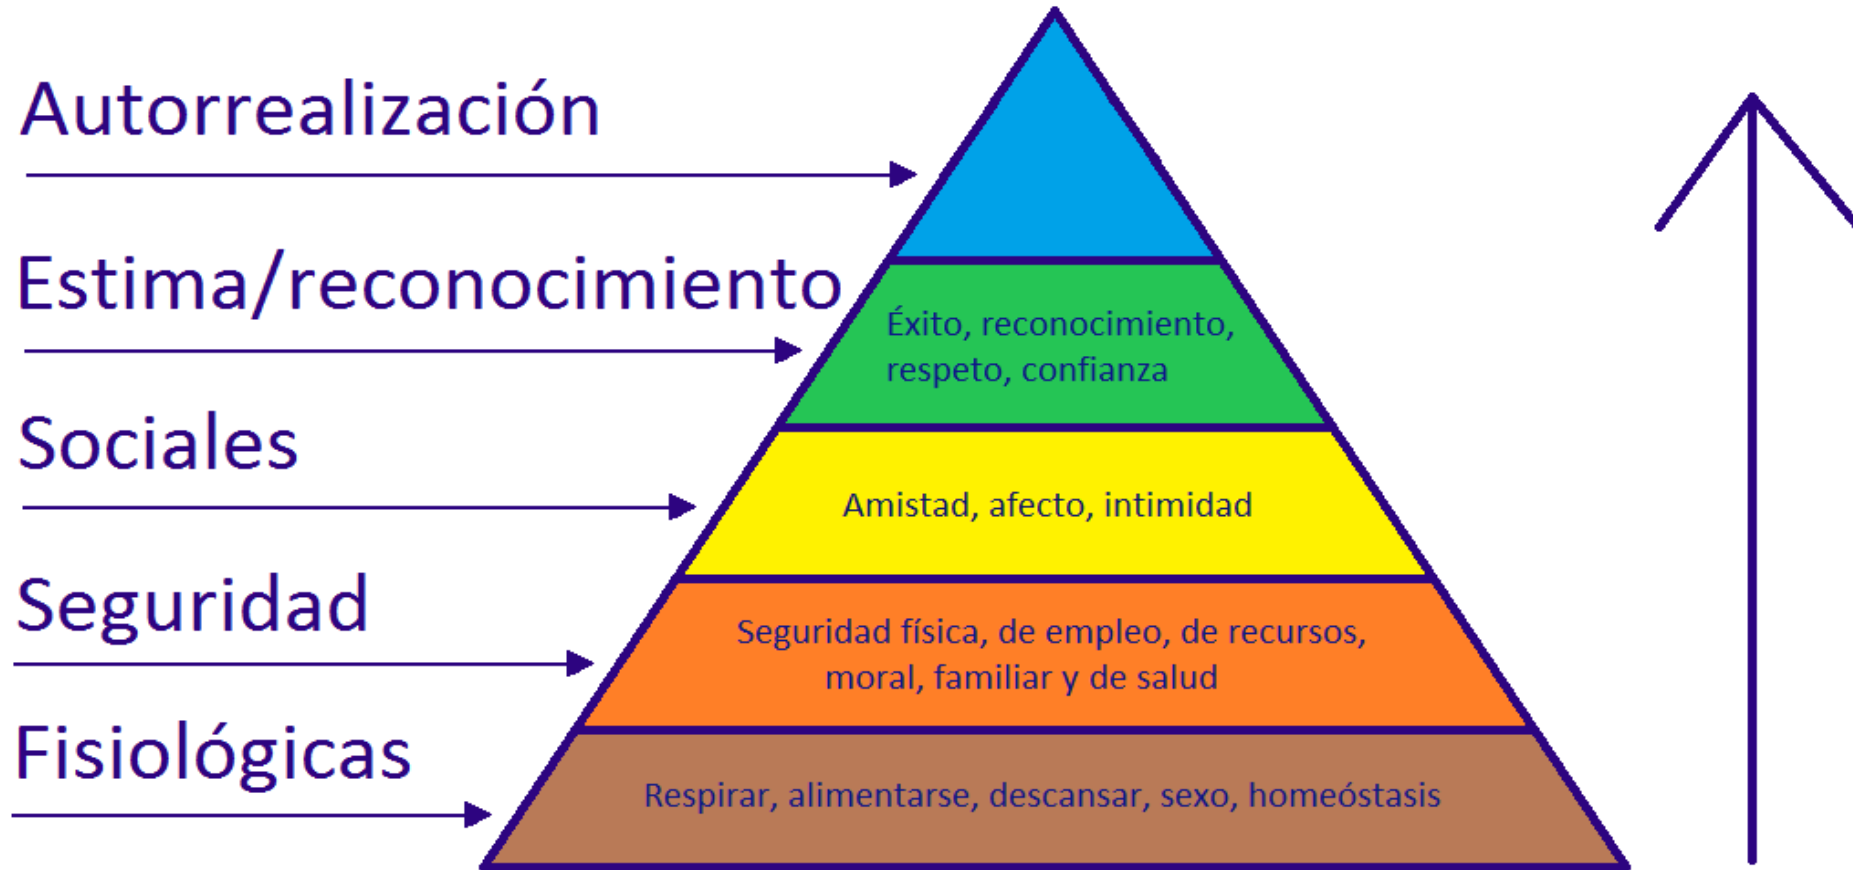 Autorrealización
Estima/reconocimiento
Éxito, reconocimiento,
respeto, confianza
Sociales
Amistad, afecto, intimidad
Seguridad
Seguridad física, de empleo, de recursos,
moral, familiar y de salud
Fisiológicas
Respirar, alimentarse, descansar, sexo, homeóstasis